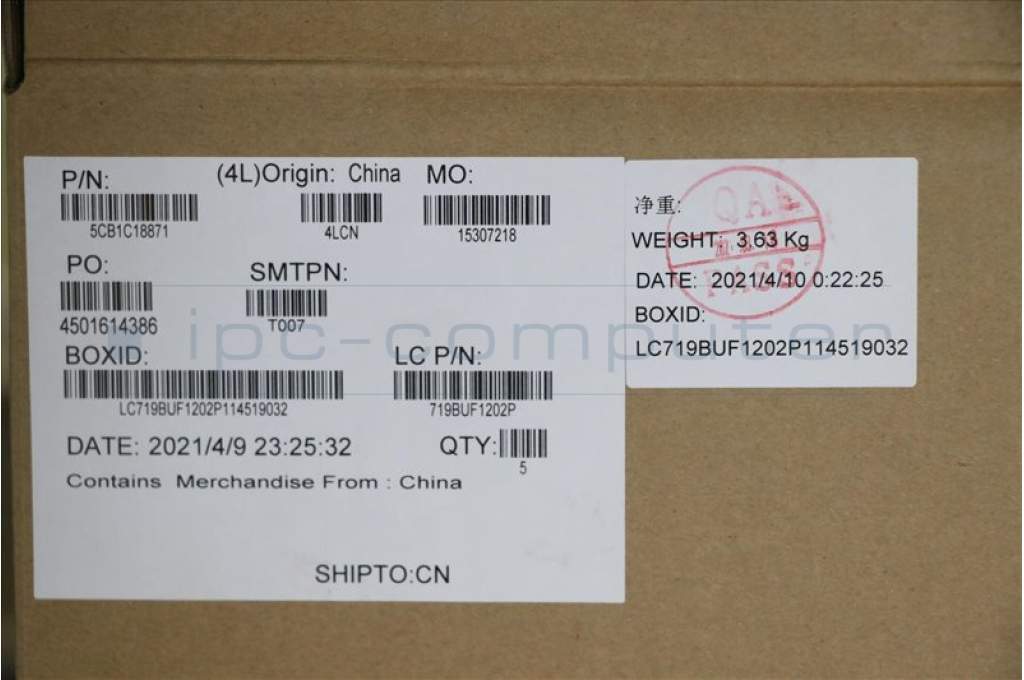 P/N: (4L)Origin: China MO:
5CB1C18871 4LCN 15307218
PO: SMTPN:
4501614386 T007
BOXID: LC P/N:
LC719BUF1202P114519032 719BUF1202P
DATE: 2021/4/9 23:25:32 QTY:
5
Contains Merchandise From : China
SHIPTO:CN
净重:
WEIGHT: 3.63 Kg
DATE: 2021/4/10 0:22:25
BOXID:
LC719BUF1202P114519032
PASS
ipc-computer